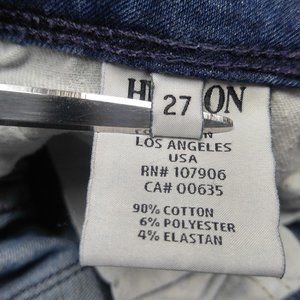 27
LOS ANGELES
USA
RN# 107906
CA# 00635
90% COTTON
6% POLYESTER
4% ELASTAN